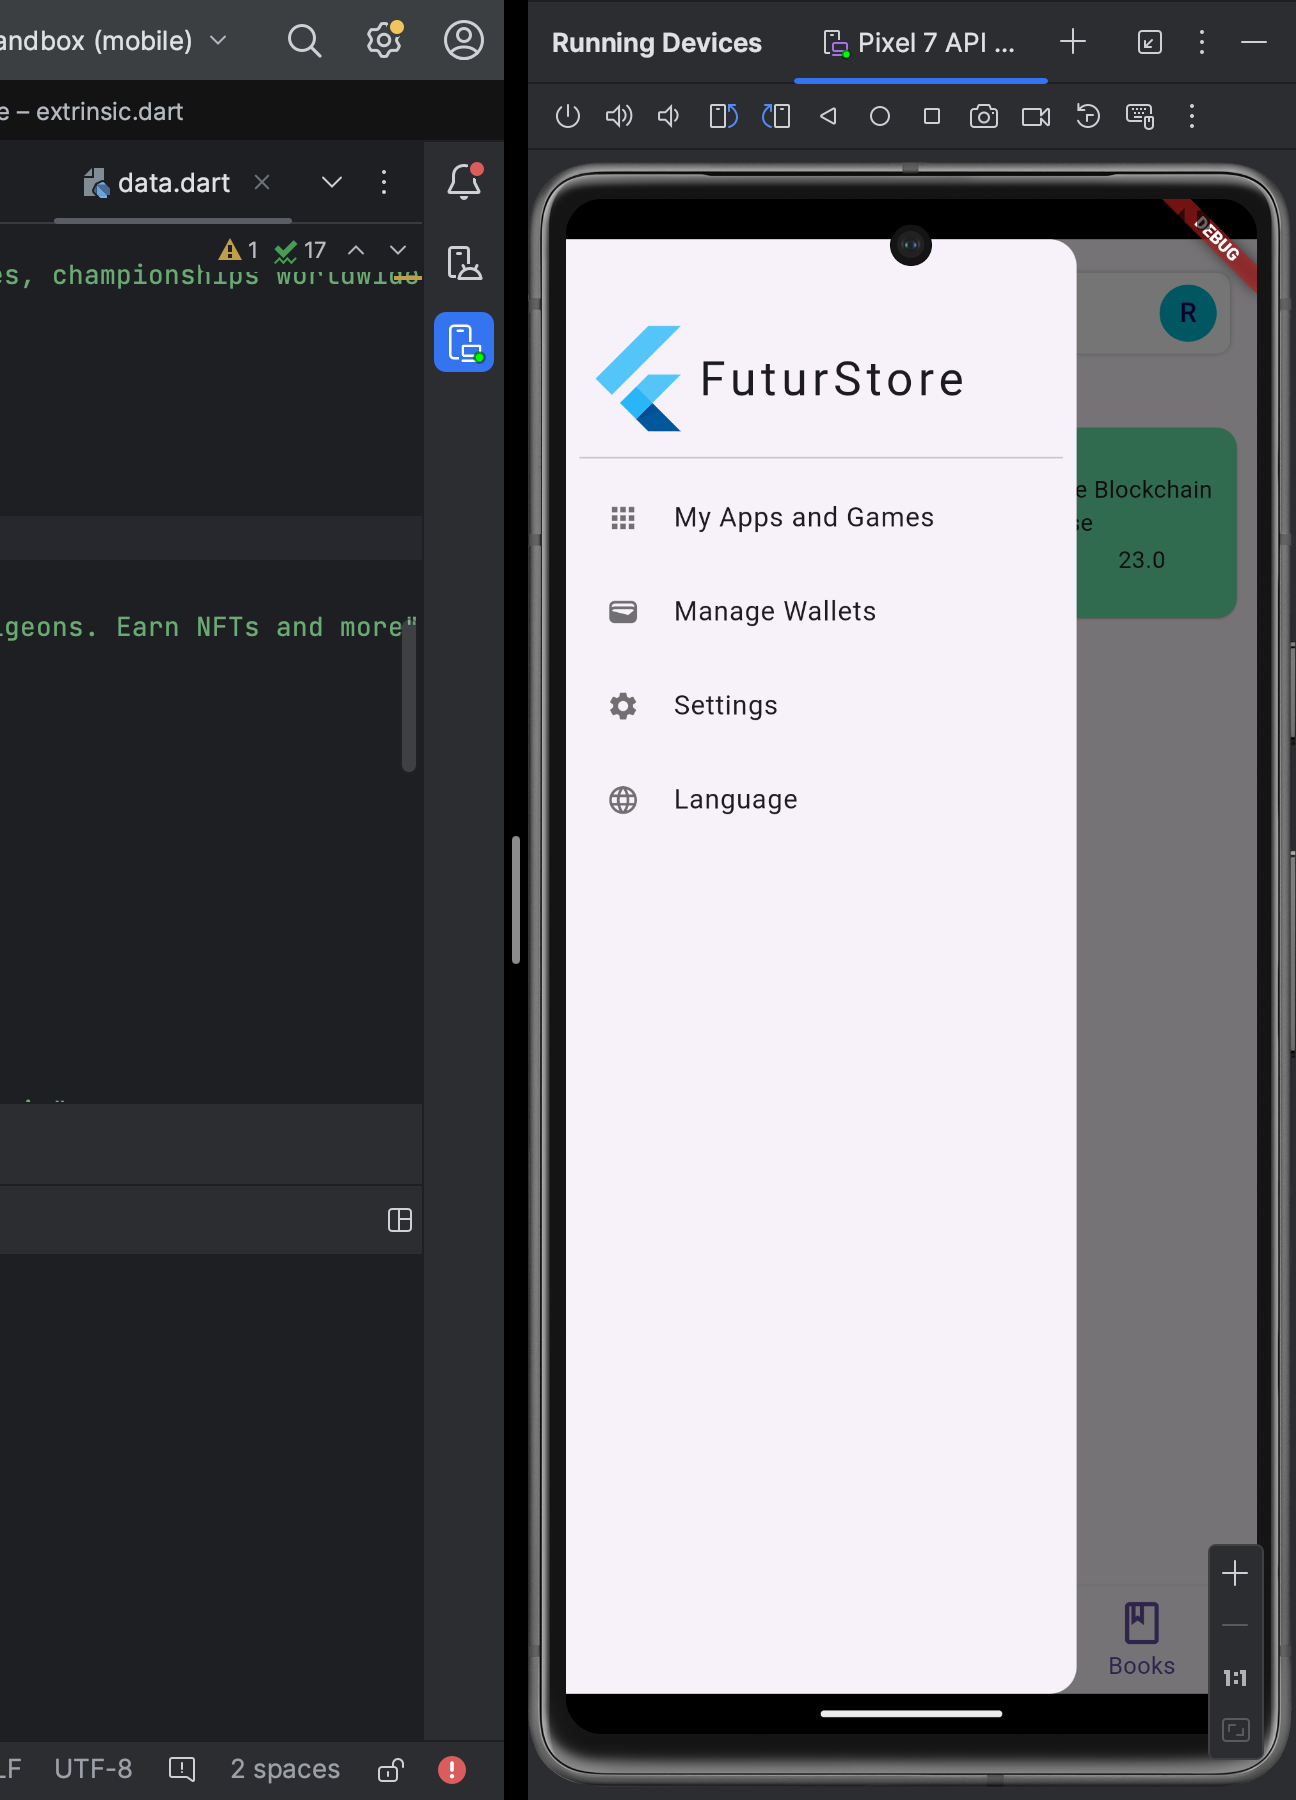 andbox (mobile)
e – extrinsic.dart
data.dart
1 17
es, championships worldwide
geons. Earn NFTs and more"
LF UTF-8 2 spaces
Running Devices Pixel 7 API ...
DEBUG
R
FuturStore
My Apps and Games
Manage Wallets
Settings
Language
e Blockchain
se
23.0
Books
1:1